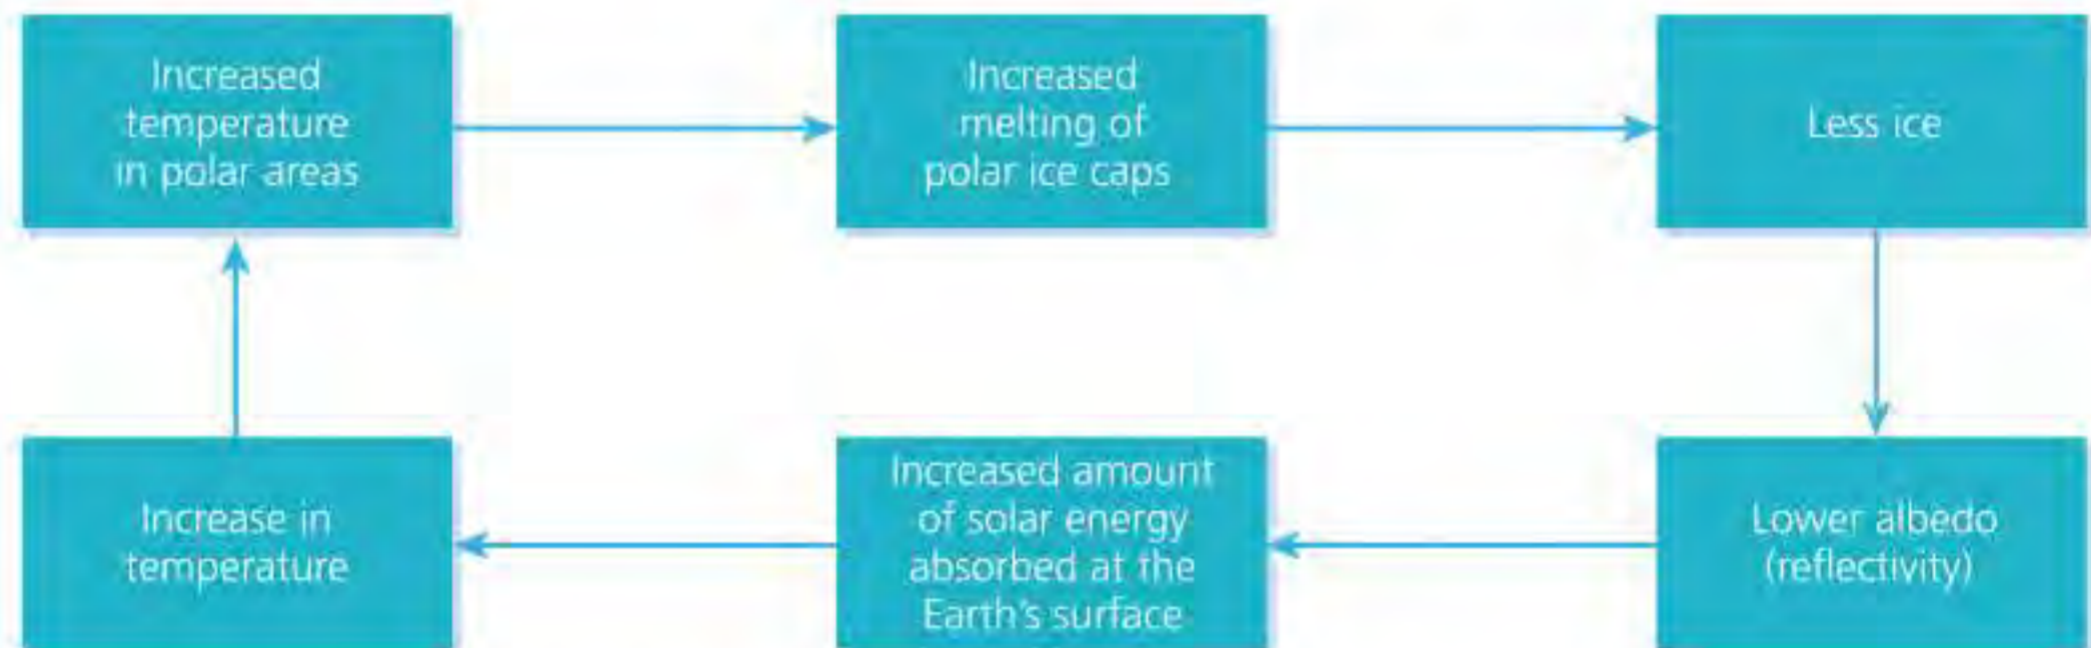 Increased
temperature
in polar areas
Increased
melting of
polar ice caps
Less ice
Lower albedo
(reflectivity)
Increased amount
of solar energy
absorbed at the
Earth's surface
Increase in
temperature